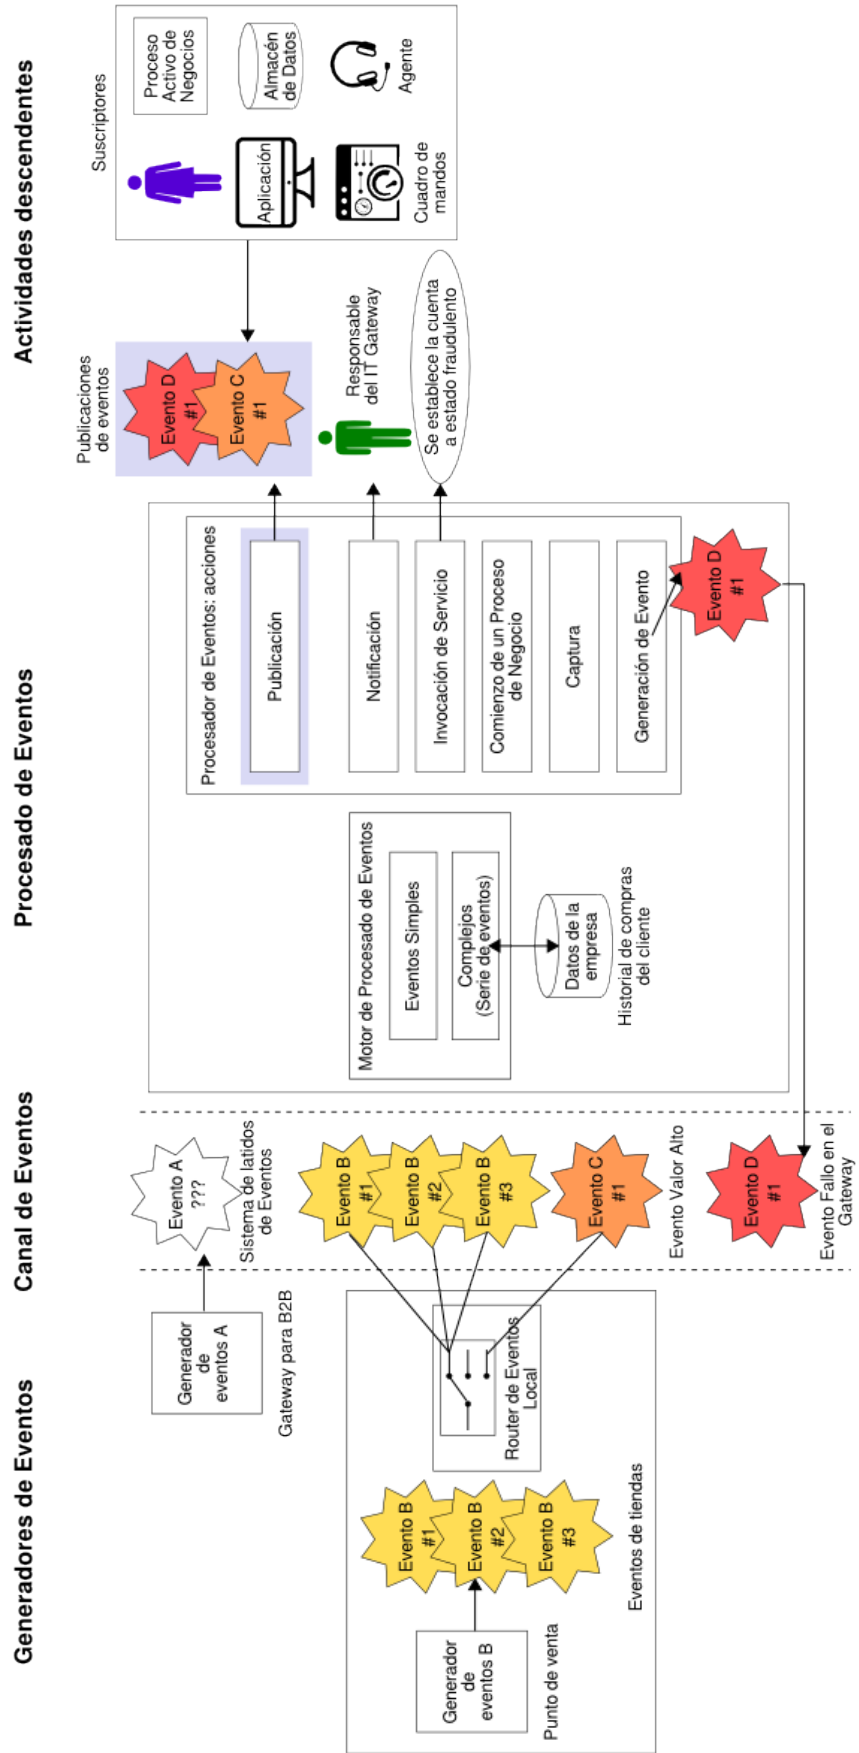 Generadores de Eventos
Canal de Eventos
Procesado de Eventos
Actividades descendentes
Generador
de
eventos A
Gateway para B2B
Generador
de
eventos B
Punto de venta
Evento B
#1
Evento B
#2
Evento B
#3
Eventos de tiendas
Router de Eventos
Local
Evento A
???
Sistema de latidos
de Eventos
Evento B
#1
Evento B
#2
Evento B
#3
Evento C
#1
Evento Valor Alto
Evento D
#1
Evento Fallo en el
Gateway
Motor de Procesado de Eventos
Eventos Simples
Complejos
(Serie de eventos)
Datos de la
empresa
Historial de compras
del cliente
Procesador de Eventos: acciones
Publicación
Notificación
Invocación de Servicio
Comienzo de un Proceso
de Negocio
Captura
Generación de Evento
Evento D
#1
Publicaciones
de eventos
Evento D
#1
Evento C
#1
Responsable
del IT Gateway
Se establece la cuenta
a estado fraudulento
Suscriptores
Proceso
Activo de
Negocios
Aplicación
Almacén
de Datos
Cuadro de
mandos
Agente